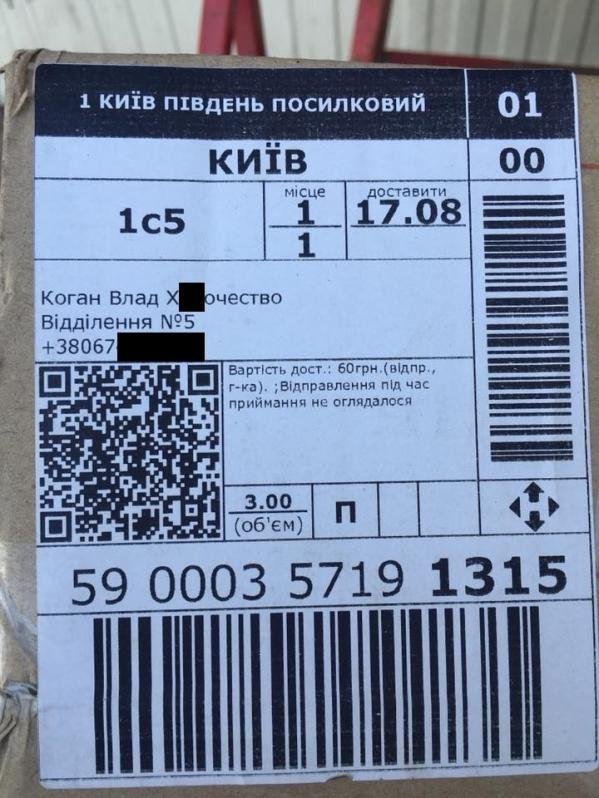 1 КИЇВ ПІВДЕНЬ ПОСИЛКОВИЙ 01
КИЇВ 00
1с5
місце
1
1
доставити
17.08
Коган Влад
Відділення №5
+38067
Вартість дост.: 60грн.(відпр.,
г-ка). ;Відправлення під час
приймання не оглядалося
3.00
(об'єм)
П
59 0003 5719 1315